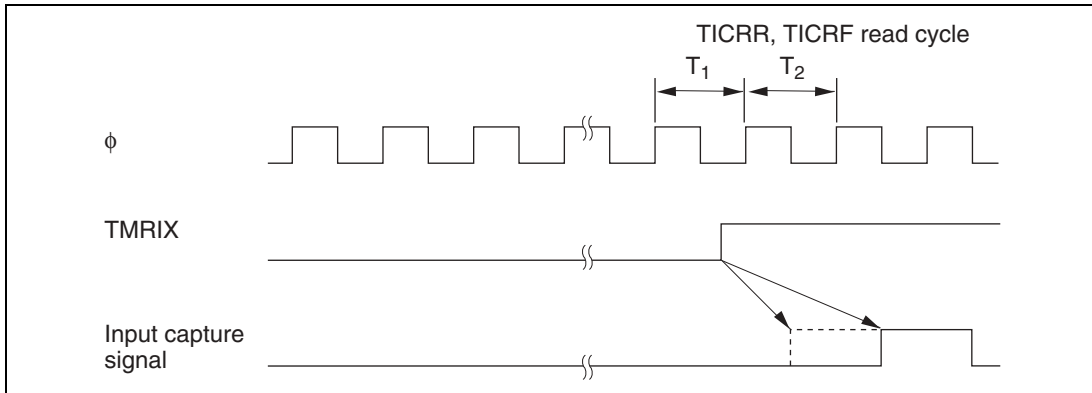 TICRR, TICRF read cycle
T1 T2
ϕ
TMRIX
Input capture
signal